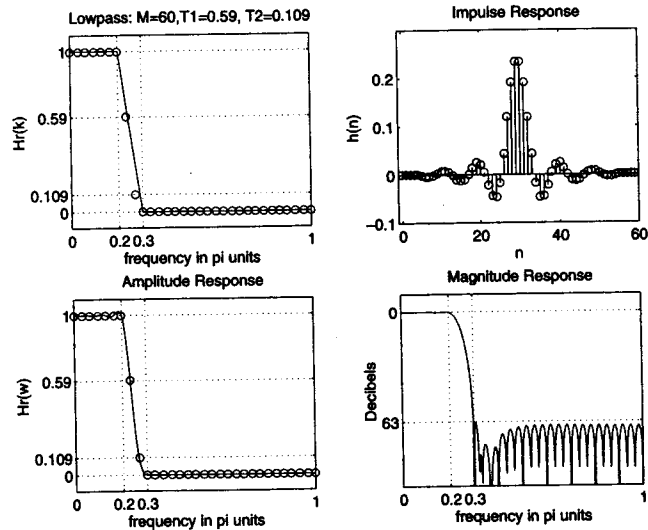 Lowpass: M=60,T1=0.59, T2=0.109
Hr(k)
1
0.59
0.109
0
0
0.2 0.3
1
frequency in pi units
Impulse Response
h(n)
0.2
0.1
0
−0.1
0
20
40
60
n
Amplitude Response
Hr(w)
1
0.59
0.109
0
0
0.2 0.3
1
frequency in pi units
Magnitude Response
Decibels
0
63
0
0.2 0.3
1
frequency in pi units